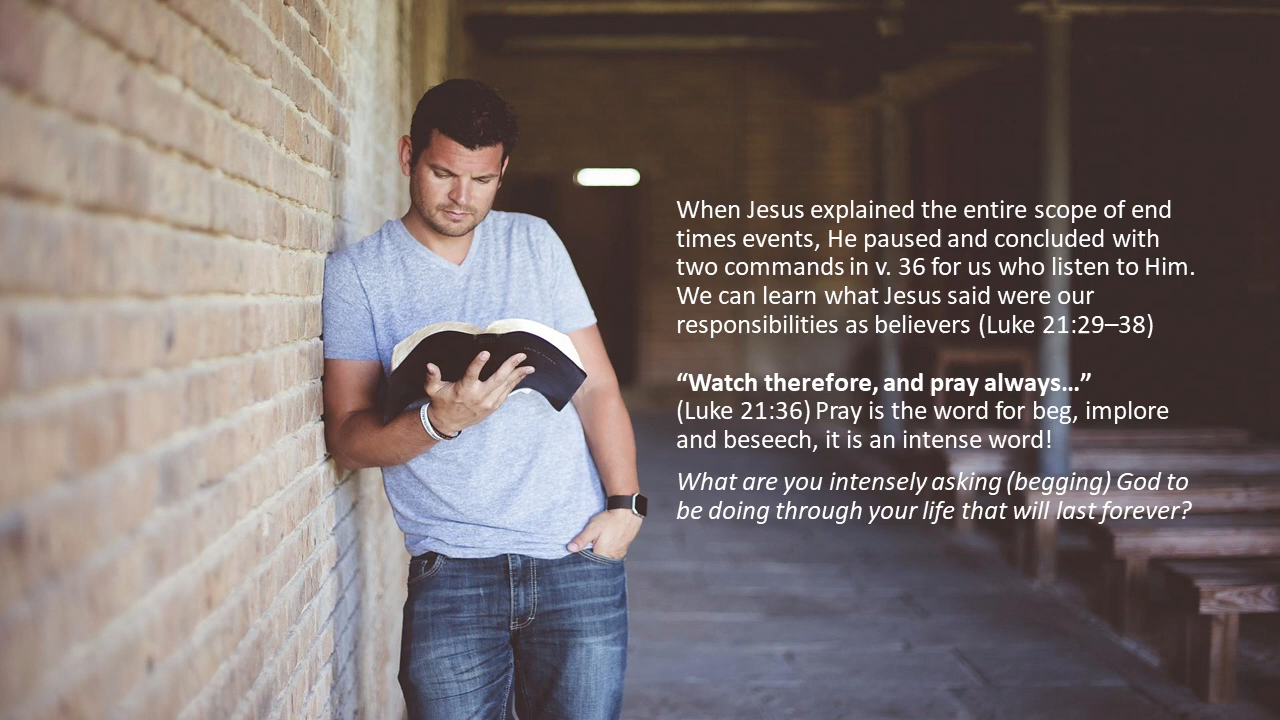 When Jesus explained the entire scope of end
times events, He paused and concluded with
two commands in v. 36 for us who listen to Him.
We can learn what Jesus said were our
responsibilities as believers (Luke 21:29–38)
“Watch therefore, and pray always…”
(Luke 21:36) Pray is the word for beg, implore
and beseech, it is an intense word!
What are you intensely asking (begging) God to
be doing through your life that will last forever?